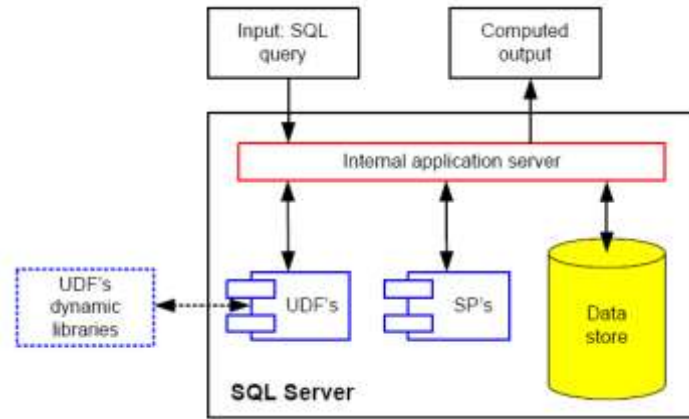 Input: SQL
query
Computed
output
Internal application server
UDF's
dynamic
libraries
UDF's
SP's
Data
store
SQL Server